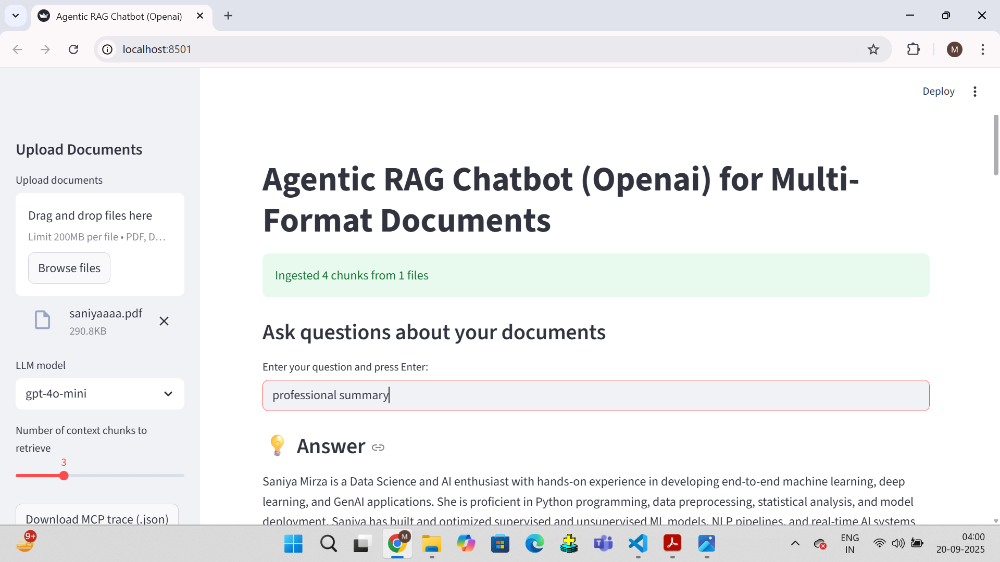 Agentic RAG Chatbot (Openai)
localhost:8501
M
Deploy
Upload Documents
Upload documents
Drag and drop files here
Limit 200MB per file • PDF, D...
Browse files
saniyaaaa.pdf
290.8KB
LLM model
gpt-4o-mini
Number of context chunks to
retrieve
3
Download MCP trace (.json)
Agentic RAG Chatbot (Openai) for Multi-
Format Documents
Ingested 4 chunks from 1 files
Ask questions about your documents
Enter your question and press Enter:
professional summary
Answer
Saniya Mirza is a Data Science and AI enthusiast with hands-on experience in developing end-to-end machine learning, deep
learning, and GenAI applications. She is proficient in Python programming, data preprocessing, statistical analysis, and model
deployment. Saniya has built and optimized supervised and unsupervised ML models, NLP pipelines, and real-time AI systems
9+
M
ENG
IN
04:00
20-09-2025